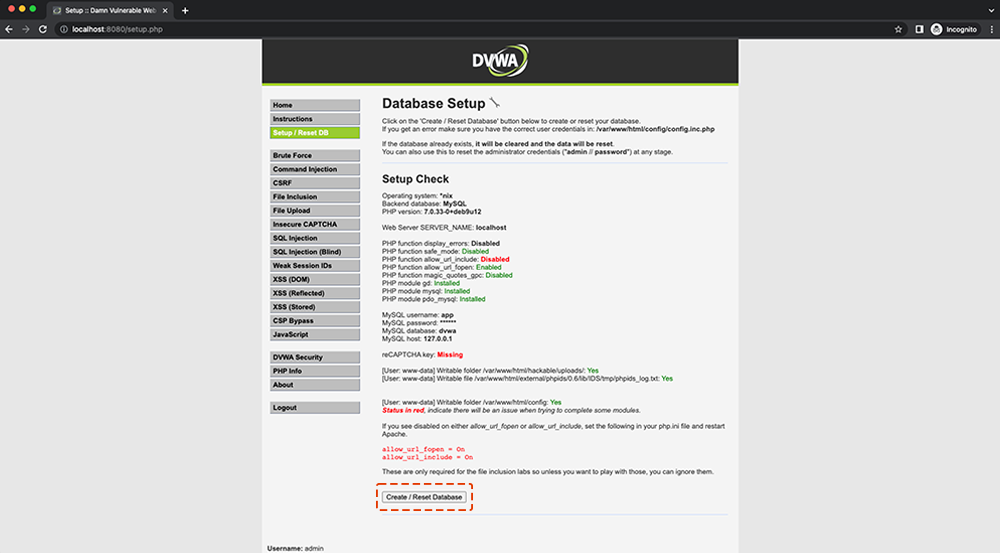 Setup :: Damn Vulnerable Web
localhost:8080/setup.php
Incognito
DVWA
Home
Instructions
Setup / Reset DB
Brute Force
Command Injection
CSRF
File Inclusion
File Upload
Insecure CAPTCHA
SQL Injection
SQL Injection (Blind)
Weak Session IDs
XSS (DOM)
XSS (Reflected)
XSS (Stored)
CSP Bypass
JavaScript
DVWA Security
PHP Info
About
Logout
Database Setup
Click on the 'Create / Reset Database' button below to create or reset your database.
If you get an error make sure you have the correct user credentials in: /var/www/html/config/config.inc.php
If the database already exists, it will be cleared and the data will be reset.
You can also use this to reset the administrator credentials ("admin // password") at any stage.
Setup Check
Operating system: *nix
Backend database: MySQL
PHP version: 7.0.33-0+deb9u12
Web Server SERVER_NAME: localhost
PHP function display_errors: Disabled
PHP function safe_mode: Disabled
PHP function allow_url_include: Disabled
PHP function allow_url_fopen: Enabled
PHP function magic_quotes_gpc: Disabled
PHP module gd: Installed
PHP module mysql: Installed
PHP module pdo_mysql: Installed
MySQL username: app
MySQL password: ******
MySQL database: dvwa
MySQL host: 127.0.0.1
reCAPTCHA key: Missing
[User: www-data] Writable folder /var/www/html/hackable/uploads/: Yes
[User: www-data] Writable file /var/www/html/external/phpids/0.6/lib/IDS/tmp/phpids_log.txt: Yes
[User: www-data] Writable folder /var/www/html/config: Yes
Status in red, indicate there will be an issue when trying to complete some modules.
If you see disabled on either allow_url_fopen or allow_url_include, set the following in your php.ini file and restart
Apache.
allow_url_fopen = On
allow_url_include = On
These are only required for the file inclusion labs so unless you want to play with those, you can ignore them.
Create / Reset Database
Username: admin